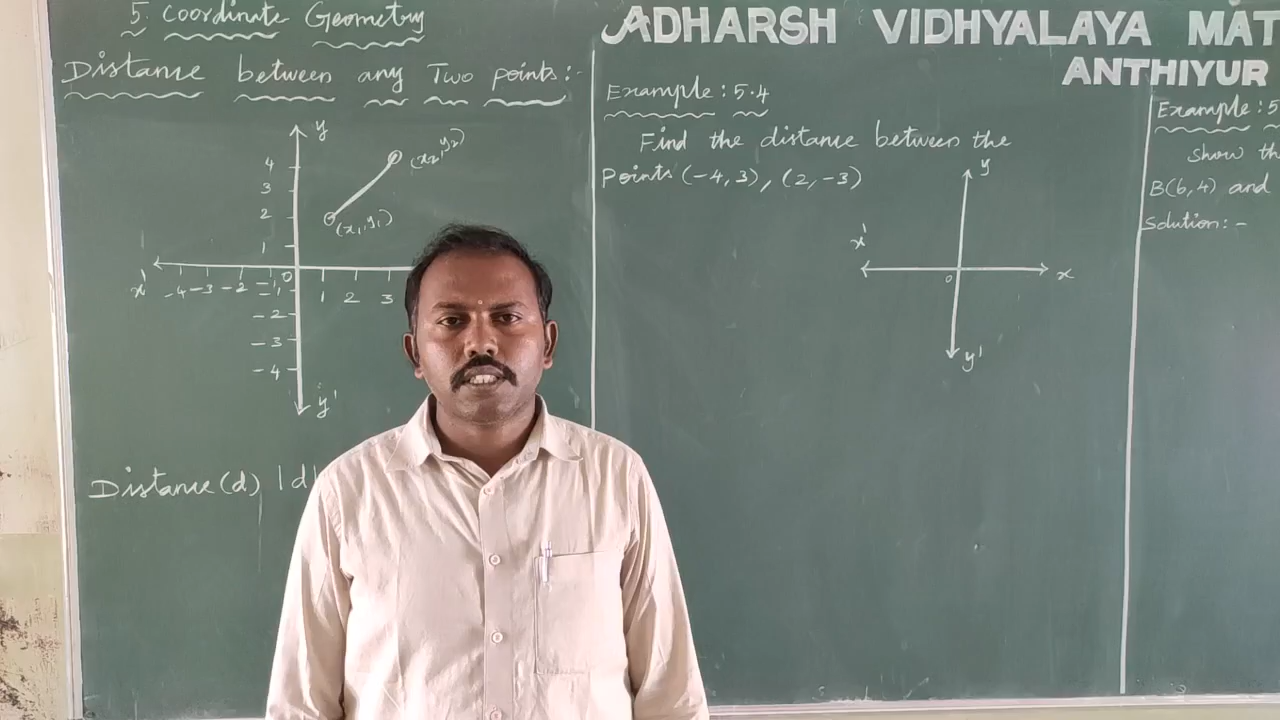 5. Coordinate Geometry
Distance between any Two points:-
y
4
3
2
1
(x2,y2)
(x1,y1)
x' -4 -3 -2 -1 0 1 2 3
-1
-2
-3
-4
y'
Distance(d) |d|
ADHARSH VIDHYALAYA MAT
ANTHIYUR
Example: 5.4
Find the distance between the
points (-4,3), (2,-3)
y
x'
0
x
y'
Example: 5
Show th
B(6,4) and
Solution:-